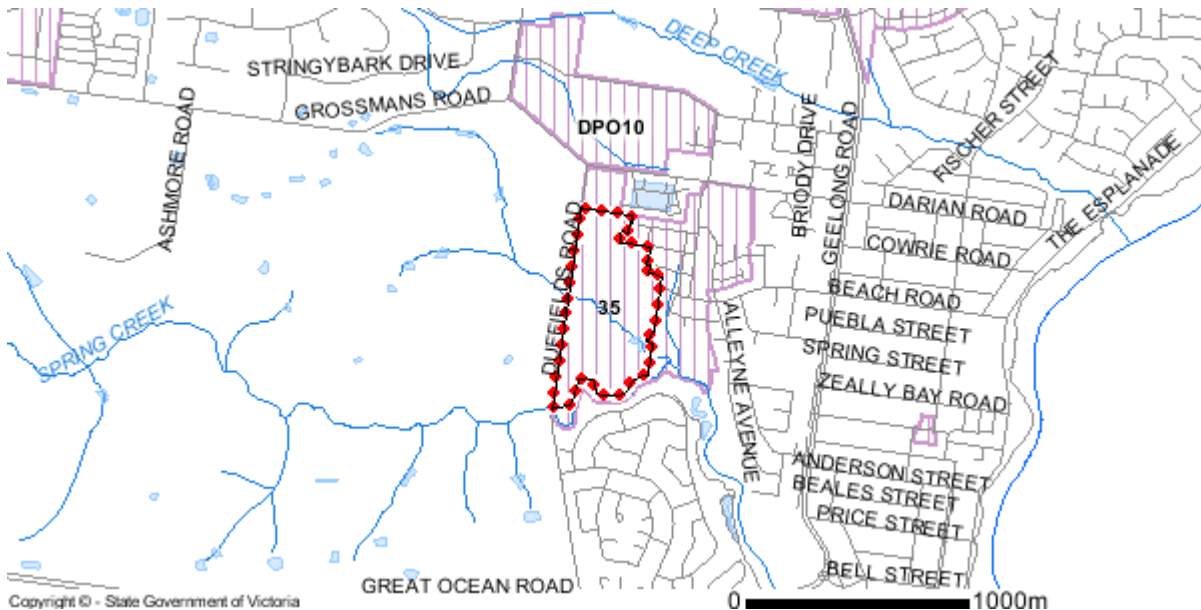 DEEP CREEK
STRINGYBARK DRIVE
GROSSMANS ROAD
ASHMORE ROAD
DPO10
BRIODY DRIVE
GEELONG ROAD
FISCHER STREET
THE ESPLANADE
DARIAN ROAD
COWRIE ROAD
DUFFIELDS ROAD
35
BEACH ROAD
PUEBLA STREET
SPRING STREET
ZEALLY BAY ROAD
SPRING CREEK
ALLEYNE AVENUE
ANDERSON STREET
BEALES STREET
PRICE STREET
BELL STREET
GREAT OCEAN ROAD
Copyright © - State Government of Victoria
0 1000m